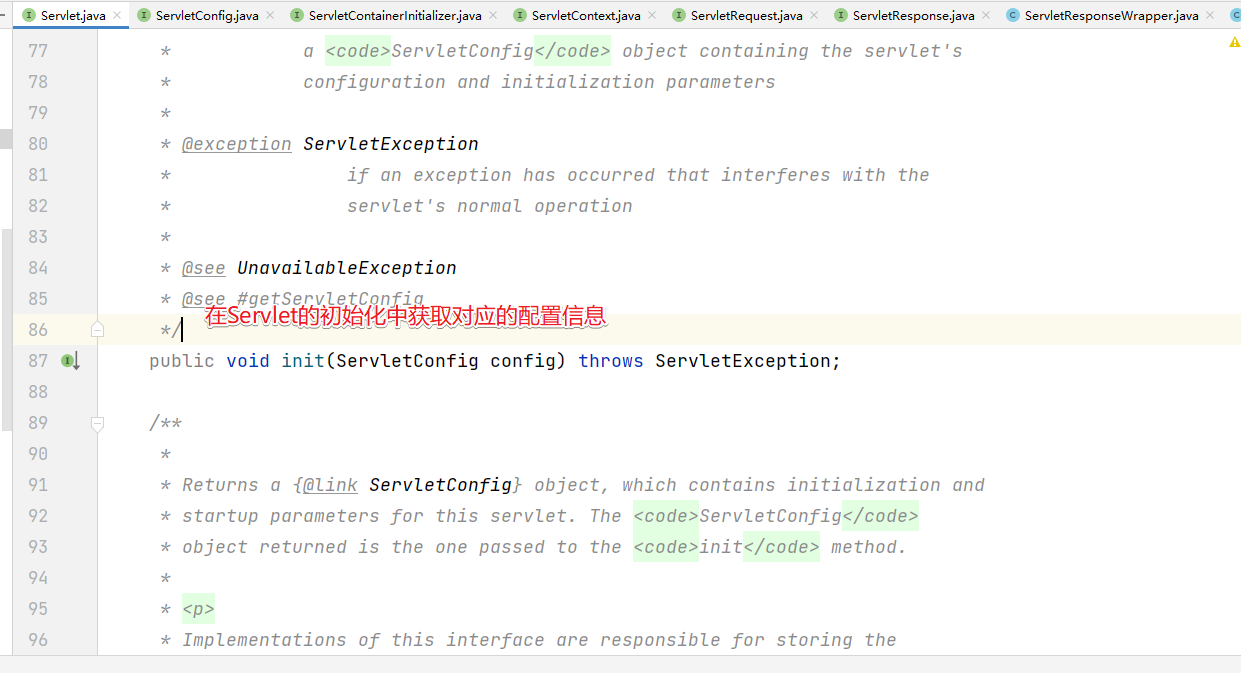 Servlet.java ServletConfig.java ServletContainerInitializer.java ServletContext.java ServletRequest.java ServletResponse.java ServletResponseWrapper.java
77 * a <code>ServletConfig</code> object containing the servlet's
78 * configuration and initialization parameters
79 *
80 * @exception ServletException
81 * if an exception has occurred that interferes with the
82 * servlet's normal operation
83 *
84 * @see UnavailableException
85 * @see #getServletConfig
在Servlet的初始化中获取对应的配置信息
86 */
87 public void init(ServletConfig config) throws ServletException;
88
89 /**
90 *
91 * Returns a {@link ServletConfig} object, which contains initialization and
92 * startup parameters for this servlet. The <code>ServletConfig</code>
93 * object returned is the one passed to the <code>init</code> method.
94 *
95 * <p>
96 * Implementations of this interface are responsible for storing the